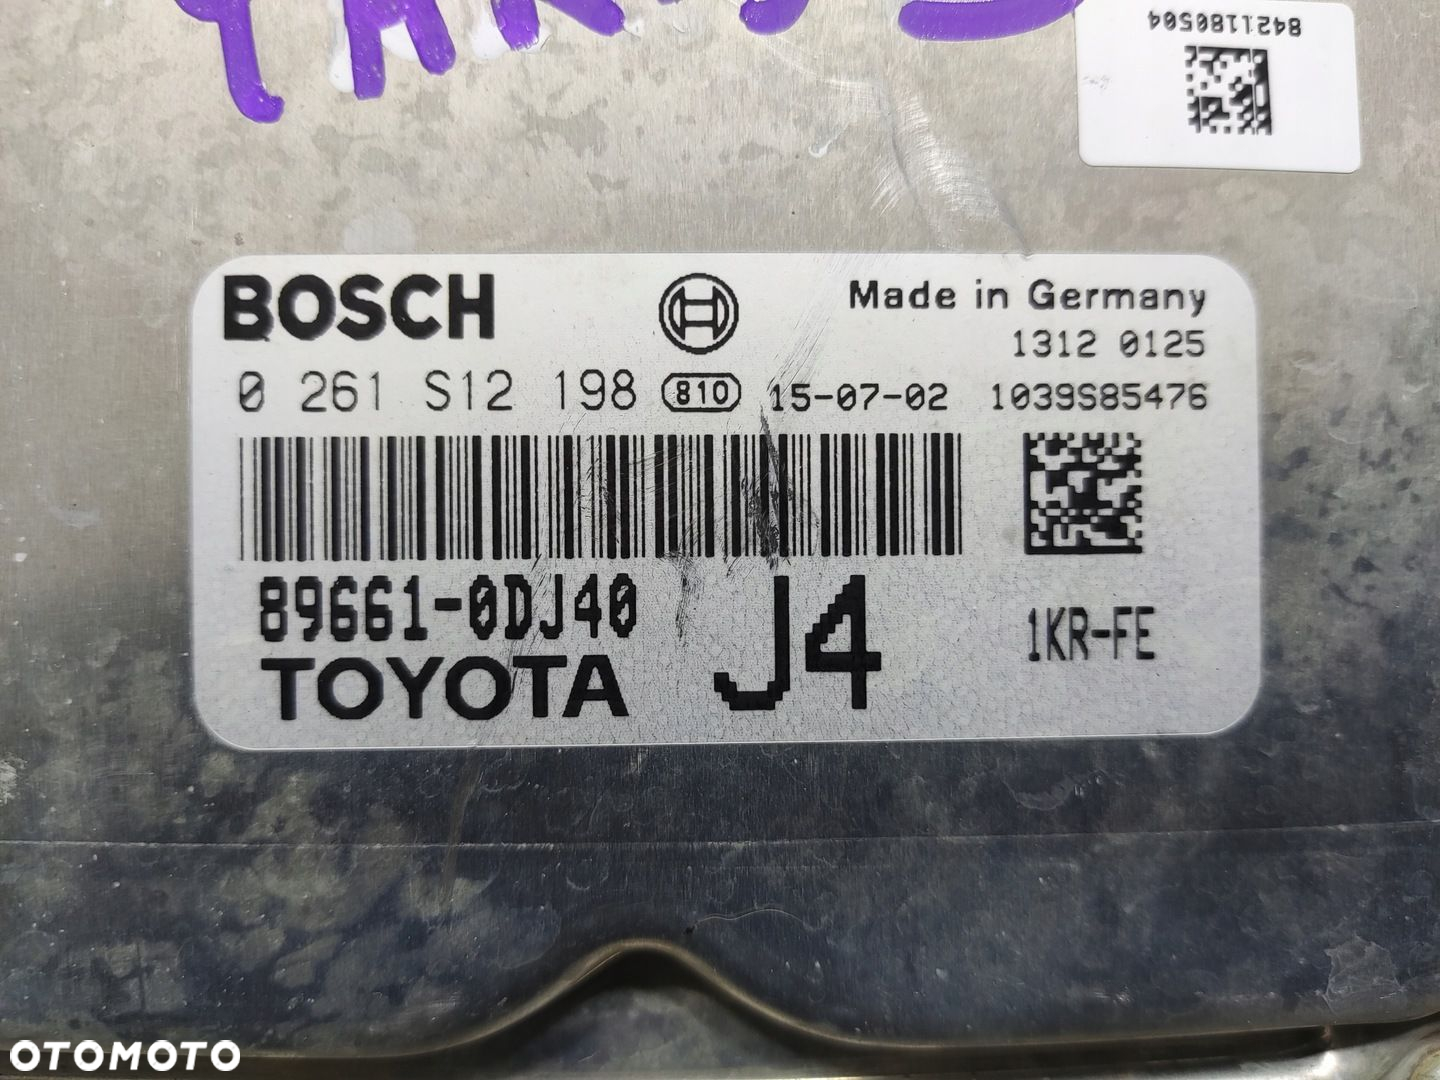 8421180504
BOSCH
Made in Germany
1312 0125
0 261 S12 198 810 15-07-02 1039S85476
89661-0DJ40
TOYOTA J4 1KR-FE
OTOMOTO